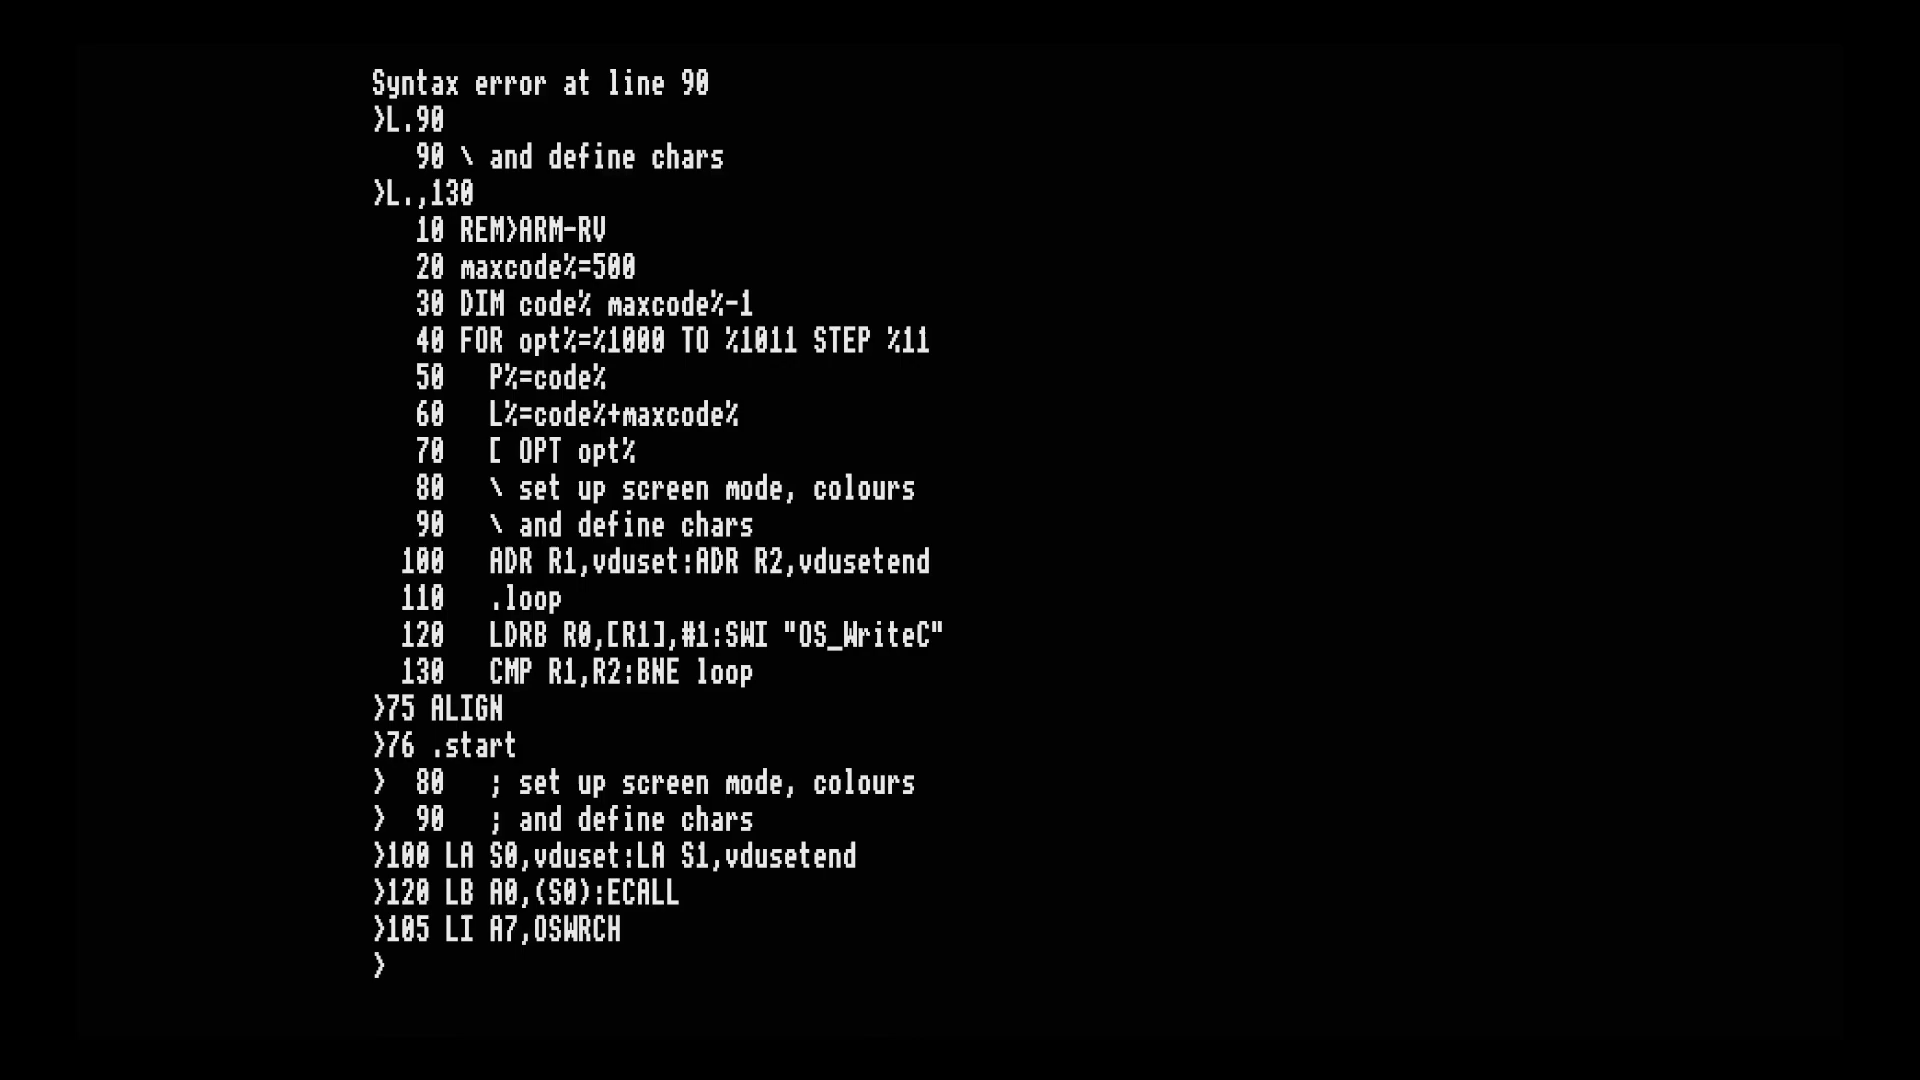 Syntax error at line 90
>L.90
   90 \ and define chars
>L.,130
   10 REM>ARM-RV
   20 maxcode%=500
   30 DIM code% maxcode%-1
   40 FOR opt%=%1000 TO %1011 STEP %11
   50   P%=code%
   60   L%=code%+maxcode%
   70   [ OPT opt%
   80   \ set up screen mode, colours
   90   \ and define chars
  100   ADR R1,vduset:ADR R2,vdusetend
  110   .loop
  120   LDRB R0,[R1],#1:SWI "OS_WriteC"
  130   CMP R1,R2:BNE loop
>75 ALIGN
>76 .start
>  80   ; set up screen mode, colours
>  90   ; and define chars
>100 LA S0,vduset:LA S1,vdusetend
>120 LB A0,(S0):ECALL
>105 LI A7,OSWRCH
>